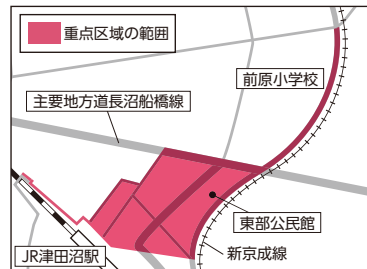 重点区域の範囲
前原小学校
主要地方道長沼船橋線
東部公民館
新京成線
JR津田沼駅